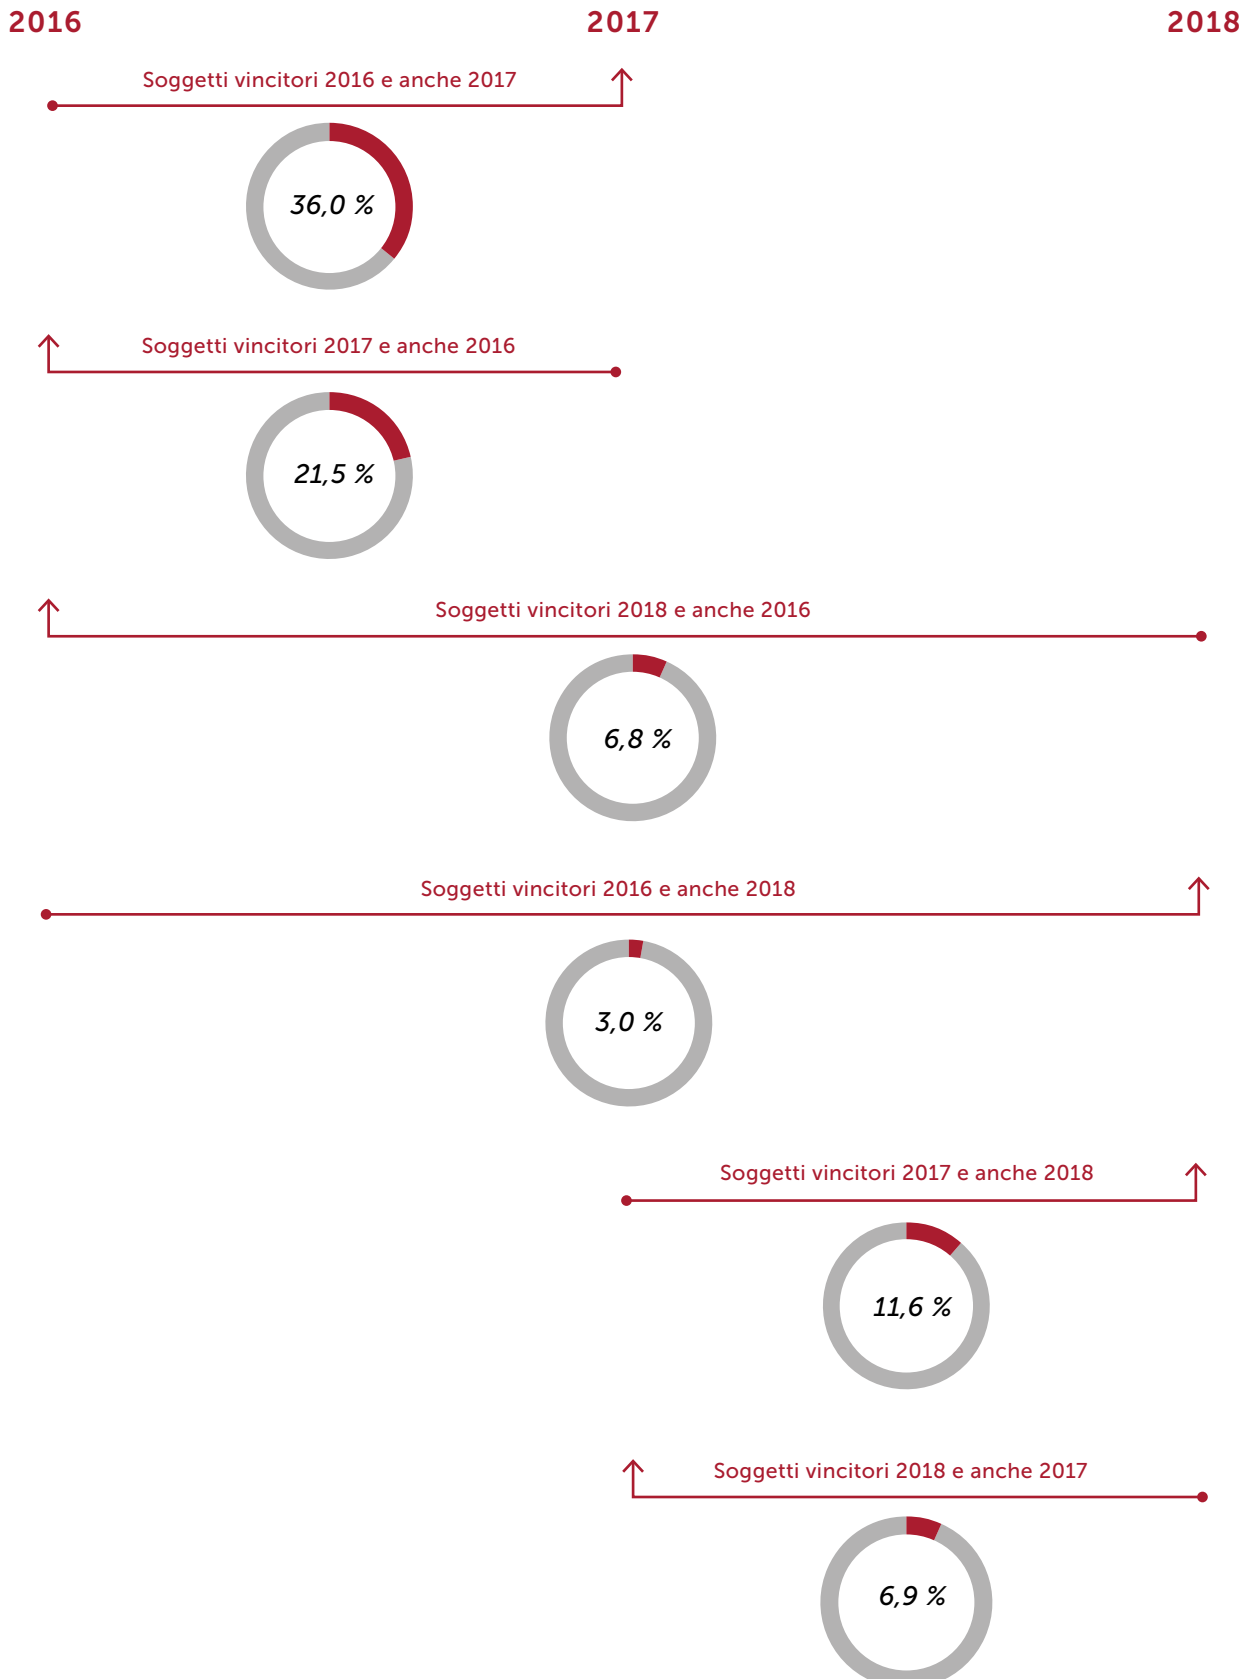 2016 2017 2018
Soggetti vincitori 2016 e anche 2017
36,0 %
Soggetti vincitori 2017 e anche 2016
21,5 %
Soggetti vincitori 2018 e anche 2016
6,8 %
Soggetti vincitori 2016 e anche 2018
3,0 %
Soggetti vincitori 2017 e anche 2018
11,6 %
Soggetti vincitori 2018 e anche 2017
6,9 %